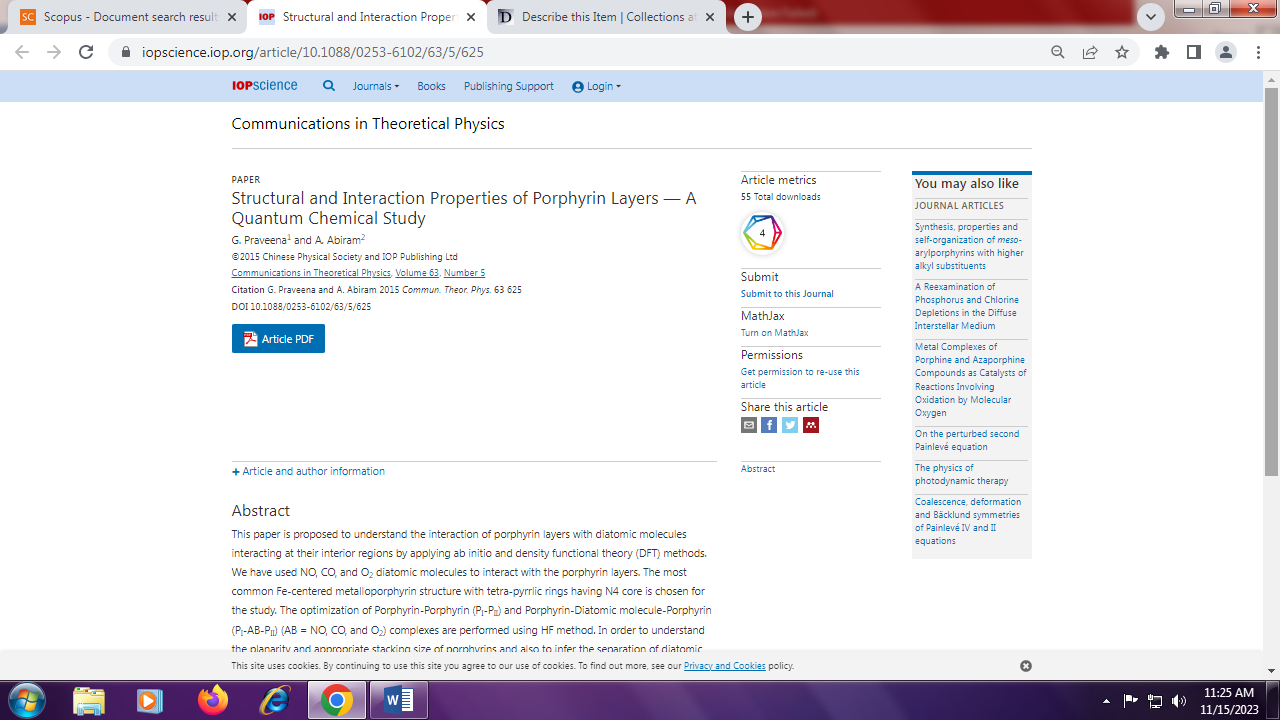 Scopus - Document search result
Structural and Interaction Proper
Describe this Item | Collections a
iopscience.iop.org/article/10.1088/0253-6102/63/5/625
IOPscience
Journals
Books
Publishing Support
Login
Communications in Theoretical Physics
PAPER
Structural and Interaction Properties of Porphyrin Layers — A
Quantum Chemical Study
G. Praveena1 and A. Abiram2
©2015 Chinese Physical Society and IOP Publishing Ltd
Communications in Theoretical Physics, Volume 63, Number 5
Citation G. Praveena and A. Abiram 2015 Commun. Theor. Phys. 63 625
DOI 10.1088/0253-6102/63/5/625
Article PDF
Article and author information
Abstract
This paper is proposed to understand the interaction of porphyrin layers with diatomic molecules
interacting at their interior regions by applying ab initio and density functional theory (DFT) methods.
We have used NO, CO, and O2 diatomic molecules to interact with the porphyrin layers. The most
common Fe-centered metalloporphyrin structure with tetra-pyrrlic rings having N4 core is chosen for
the study. The optimization of Porphyrin-Porphyrin (PI-PII) and Porphyrin-Diatomic molecule-Porphyrin
(PI-AB-PII) (AB = NO, CO, and O2) complexes are performed using HF method. In order to understand
the planarity and appropriate stacking size of porphyrins and also to infer the separation of diatomic
Article metrics
55 Total downloads
4
Submit
Submit to this Journal
MathJax
Turn on MathJax
Permissions
Get permission to re-use this
article
Share this article
Abstract
You may also like
JOURNAL ARTICLES
Synthesis, properties and
self-organization of meso-
arylporphyrins with higher
alkyl substituents
A Reexamination of
Phosphorus and Chlorine
Depletions in the Diffuse
Interstellar Medium
Metal Complexes of
Porphine and Azaporphine
Compounds as Catalysts of
Reactions Involving
Oxidation by Molecular
Oxygen
On the perturbed second
Painlevé equation
The physics of
photodynamic therapy
Coalescence, deformation
and Bäcklund symmetries
of Painlevé IV and II
equations
This site uses cookies. By continuing to use this site you agree to our use of cookies. To find out more, see our Privacy and Cookies policy.
11:25 AM
11/15/2023